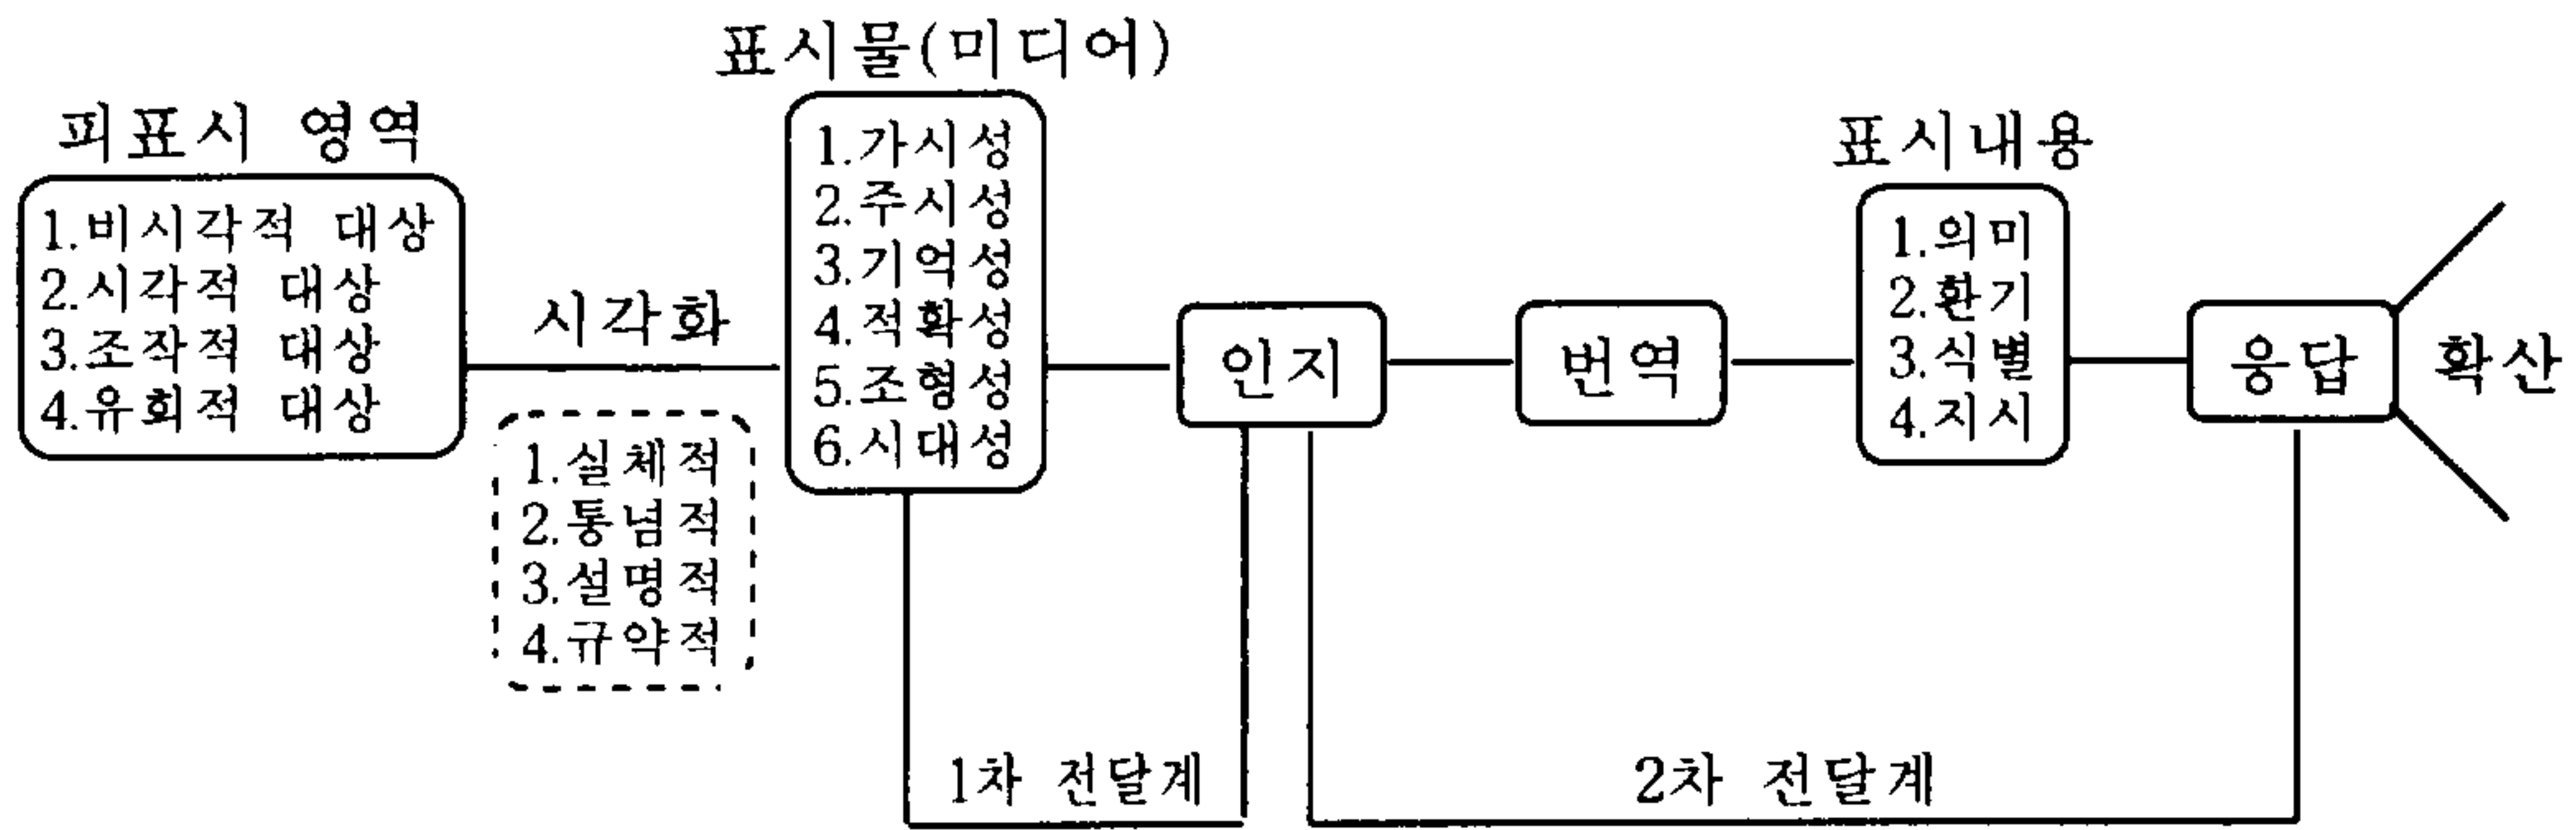 피표시 영역
1.비시각적 대상
2.시각적 대상
3.조작적 대상
4.유희적 대상
시각화
1.실체적
2.통념적
3.설명적
4.규약적
표시물(미디어)
1.가시성
2.주시성
3.기억성
4.적확성
5.조형성
6.시대성
인지
번역
표시내용
1.의미
2.환기
3.식별
4.지시
응답
확산
1차 전달계
2차 전달계